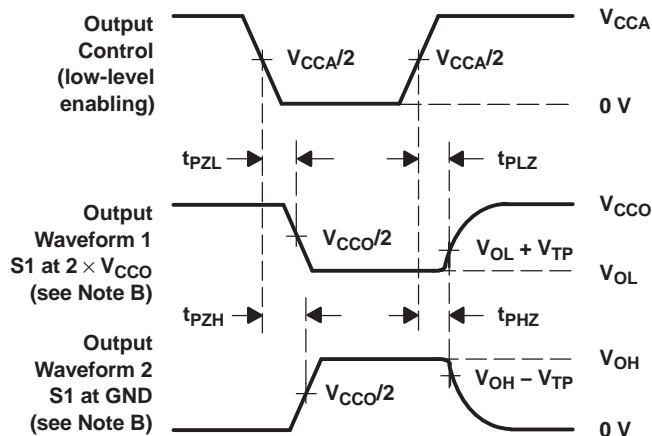 Output
Control
(low-level
enabling)
V_CCA/2
V_CCA/2
V_CCA
0 V
t_PZL
t_PLZ
Output
Waveform 1
S1 at 2 × V_CCO
(see Note B)
V_CCO/2
V_CCO
V_OL + V_TP
V_OL
t_PZH
t_PHZ
Output
Waveform 2
S1 at GND
(see Note B)
V_CCO/2
V_OH
V_OH − V_TP
0 V